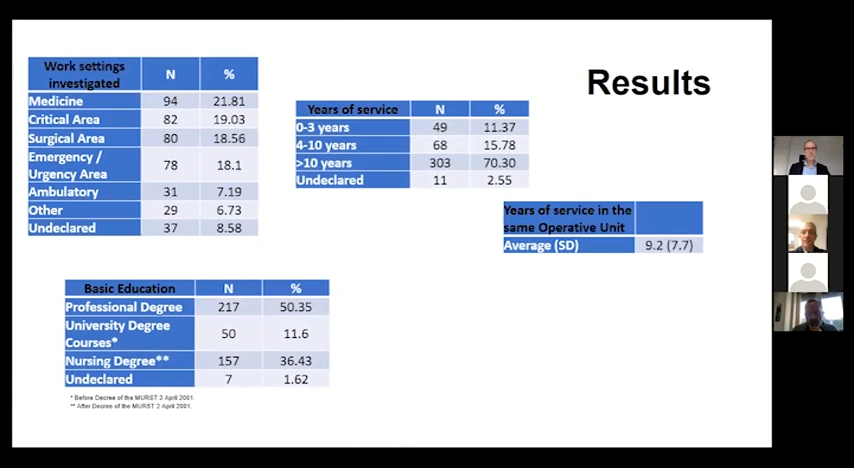 Results
Work settings
investigated N %
Medicine 94 21.81
Critical Area 82 19.03
Surgical Area 80 18.56
Emergency /
Urgency Area 78 18.1
Ambulatory 31 7.19
Other 29 6.73
Undeclared 37 8.58
Years of service N %
0-3 years 49 11.37
4-10 years 68 15.78
>10 years 303 70.30
Undeclared 11 2.55
Years of service in the
same Operative Unit
Average (SD) 9.2 (7.7)
Basic Education N %
Professional Degree 217 50.35
University Degree
Courses* 50 11.6
Nursing Degree** 157 36.43
Undeclared 7 1.62
* Before Decree of the MURST 2 April 2001.
** After Decree of the MURST 2 April 2001.